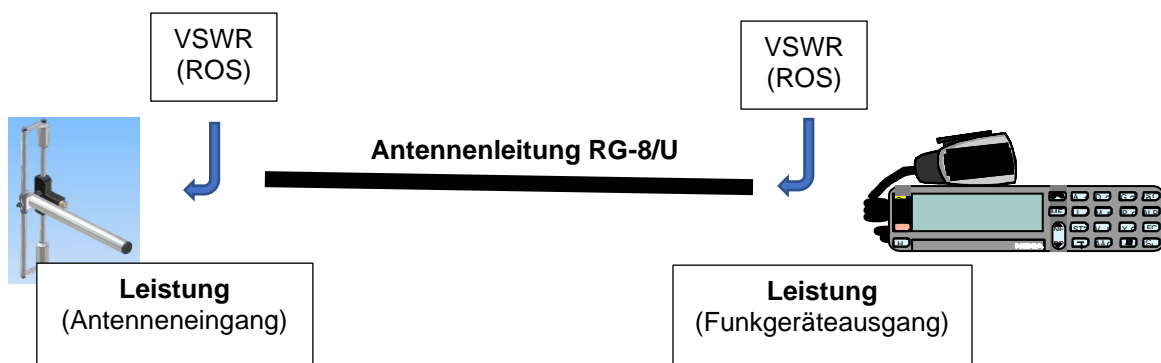 VSWR
(ROS)
VSWR
(ROS)
Antennenleitung RG-8/U
Leistung
(Antenneneingang)
Leistung
(Funkgeräteausgang)